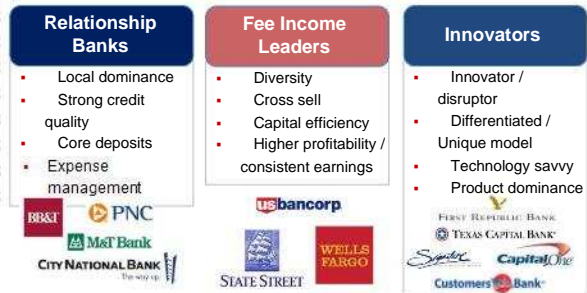 Relationship
Banks
Local dominance
Strong credit
quality
Core deposits
Expense
management
BB&T
PNC
M&T Bank
CITY NATIONAL BANK
The way up.
Fee Income
Leaders
Diversity
Cross sell
Capital efficiency
Higher profitability /
consistent earnings
usbancorp
STATE STREET
WELLS
FARGO
Innovators
Innovator /
disruptor
Differentiated /
Unique model
Technology savvy
Product dominance
FIRST REPUBLIC BANK
TEXAS CAPITAL BANK
Signature
Capital One
Customers Bank